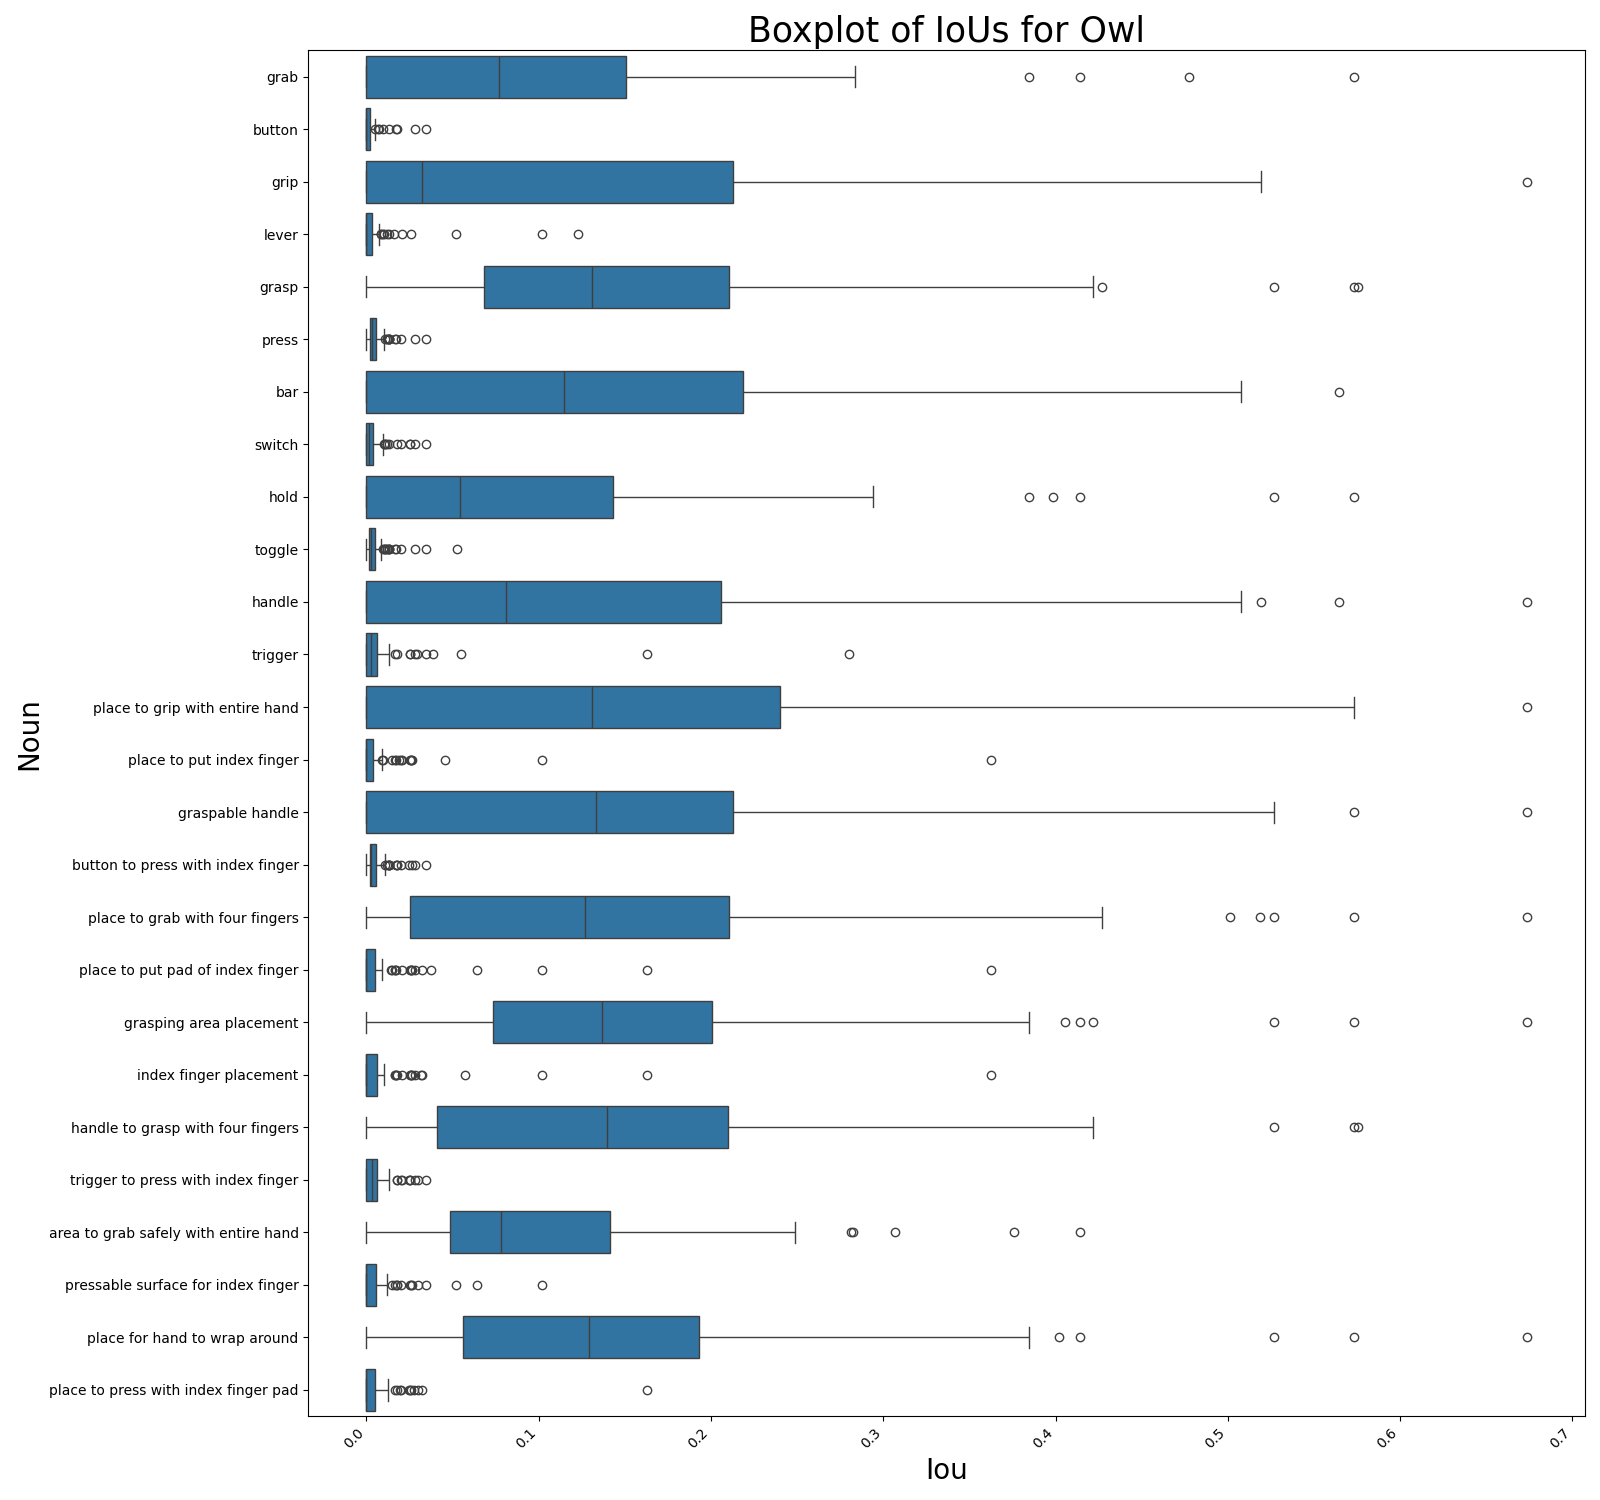 Boxplot of IoUs for Owl
grab
button
grip
lever
grasp
press
bar
switch
hold
toggle
handle
trigger
place to grip with entire hand
place to put index finger
graspable handle
button to press with index finger
place to grab with four fingers
place to put pad of index finger
grasping area placement
index finger placement
handle to grasp with four fingers
trigger to press with index finger
area to grab safely with entire hand
pressable surface for index finger
place for hand to wrap around
place to press with index finger pad
Noun
0.0 0.1 0.2 0.3 0.4 0.5 0.6 0.7
Iou